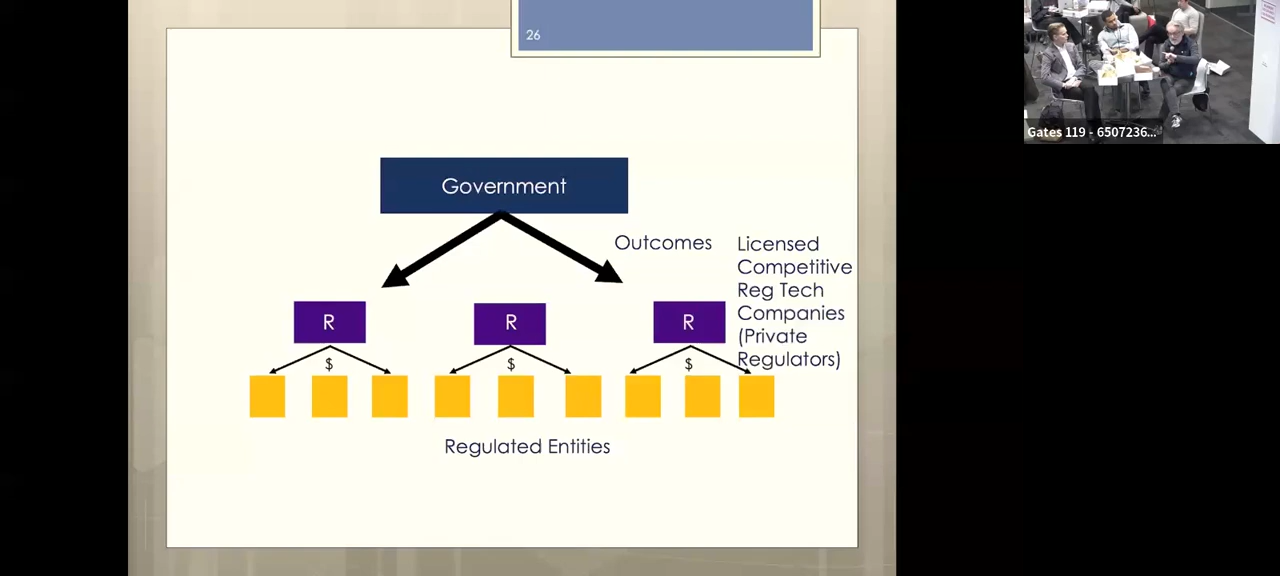 26
Gates 119 - 6507236...
Government
Outcomes
Licensed
Competitive
Reg Tech
Companies
(Private
Regulators)
R
R
R
$
$
$
Regulated Entities